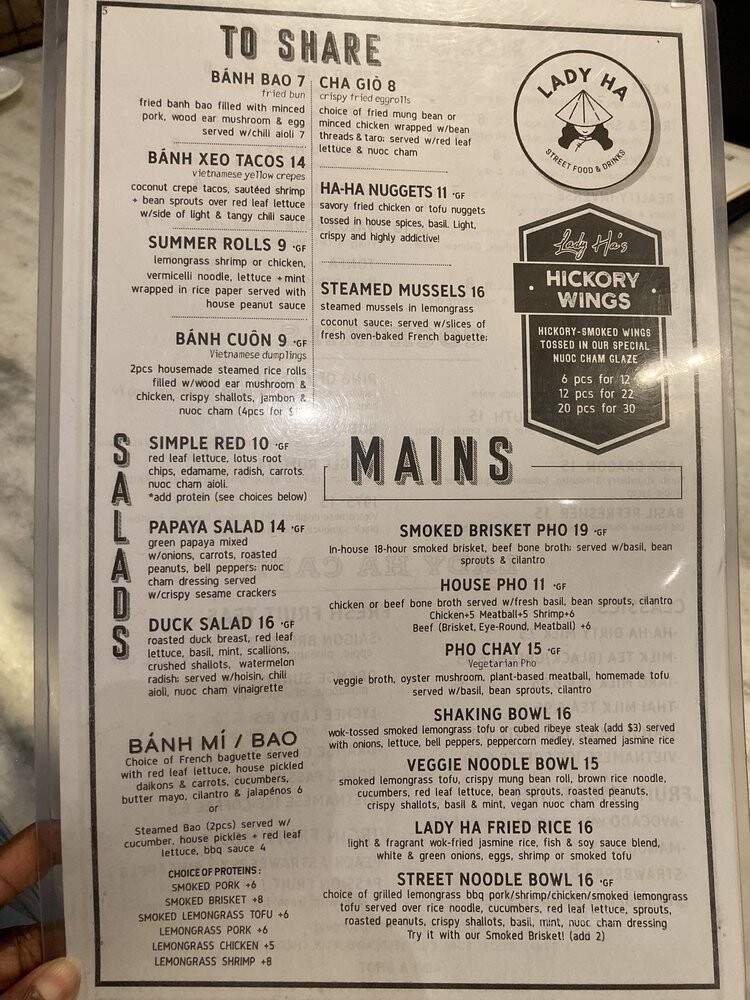 TO SHARE
BÁNH BAO 7
fried bun
fried banh bao filled with minced
pork, wood ear mushroom & egg
served w/chili aioli 7
BÁNH XEO TACOS 14
vietnamese yellow crepes
coconut crepe tacos, sautéed shrimp
+ bean sprouts over red leaf lettuce
w/side of light & tangy chili sauce
SUMMER ROLLS 9 *GF
lemongrass shrimp or chicken,
vermicelli noodle, lettuce + mint
wrapped in rice paper served with
house peanut sauce
BÁNH CUÔN 9 *GF
Vietnamese dumplings
2pcs housemade steamed rice rolls
filled w/wood ear mushroom &
chicken, crispy shallots, jambon &
nuoc cham (4pcs for
CHA GIÒ 8
crispy fried eggrolls
choice of fried mung bean or
minced chicken wrapped w/bean
threads & taro; served w/red leaf
lettuce & nuoc cham
HA-HA NUGGETS 11 *GF
savory fried chicken or tofu nuggets
tossed in house spices, basil. Light,
crispy and highly addictive!
STEAMED MUSSELS 16
steamed mussels in lemongrass
coconut sauce; served w/slices of
fresh oven-baked French baguette;
LADY HA
STREET FOOD & DRINKS
Lady Ha's
HICKORY
WINGS
HICKORY-SMOKED WINGS
TOSSED IN OUR SPECIAL
NUOC CHAM GLAZE
6 pcs for 12
12 pcs for 22
20 pcs for 30
SALADS
SIMPLE RED 10 *GF
red leaf lettuce, lotus root
chips, edamame, radish, carrots.
nuoc cham aioli.
*add protein (see choices below)
PAPAYA SALAD 14 *GF
green papaya mixed
w/onions, carrots, roasted
peanuts, bell peppers; nuoc
cham dressing served
w/crispy sesame crackers
DUCK SALAD 16 *GF
roasted duck breast, red leaf
lettuce, basil, mint, scallions,
crushed shallots, watermelon
radish; served w/hoisin, chili
aioli, nuoc cham vinaigrette
BÁNH MÍ / BAO
Choice of French baguette served
with red leaf lettuce, house pickled
daikons & carrots, cucumbers,
butter mayo, cilantro & jalapénos 6
or
Steamed Bao (2pcs) served w/
cucumber, house pickles + red leaf
lettuce, bbq sauce 4
CHOICE OF PROTEINS:
SMOKED PORK +6
SMOKED BRISKET +8
SMOKED LEMONGRASS TOFU +6
LEMONGRASS PORK +6
LEMONGRASS CHICKEN +5
LEMONGRASS SHRIMP +8
MAINS
SMOKED BRISKET PHO 19 *GF
In-house 18-hour smoked brisket, beef bone broth; served w/basil, bean
sprouts & cilantro
HOUSE PHO 11 *GF
chicken or beef bone broth served w/fresh basil, bean sprouts, cilantro
Chicken+5 Meatball+5 Shrimp+6
Beef (Brisket, Eye-Round, Meatball) +6
PHO CHAY 15 *GF
Vegetarian Pho
veggie broth, oyster mushroom, plant-based meatball, homemade tofu
served w/basil, bean sprouts, cilantro
SHAKING BOWL 16
wok-tossed smoked lemongrass tofu or cubed ribeye steak (add $3) served
with onions, lettuce, bell peppers, peppercorn medley, steamed jasmine rice
VEGGIE NOODLE BOWL 15
smoked lemongrass tofu, crispy mung bean roll, brown rice noodle,
cucumbers, red leaf lettuce, bean sprouts, roasted peanuts,
crispy shallots, basil & mint, vegan nuoc cham dressing
LADY HA FRIED RICE 16
light & fragrant wok-fried jasmine rice, fish & soy sauce blend,
white & green onions, eggs, shrimp or smoked tofu
STREET NOODLE BOWL 16 *GF
choice of grilled lemongrass bbq pork/shrimp/chicken/smoked lemongrass
tofu served over rice noodle, cucumbers, red leaf lettuce, sprouts,
roasted peanuts, crispy shallots, basil, mint, nuoc cham dressing
Try it with our Smoked Brisket! (add 2)